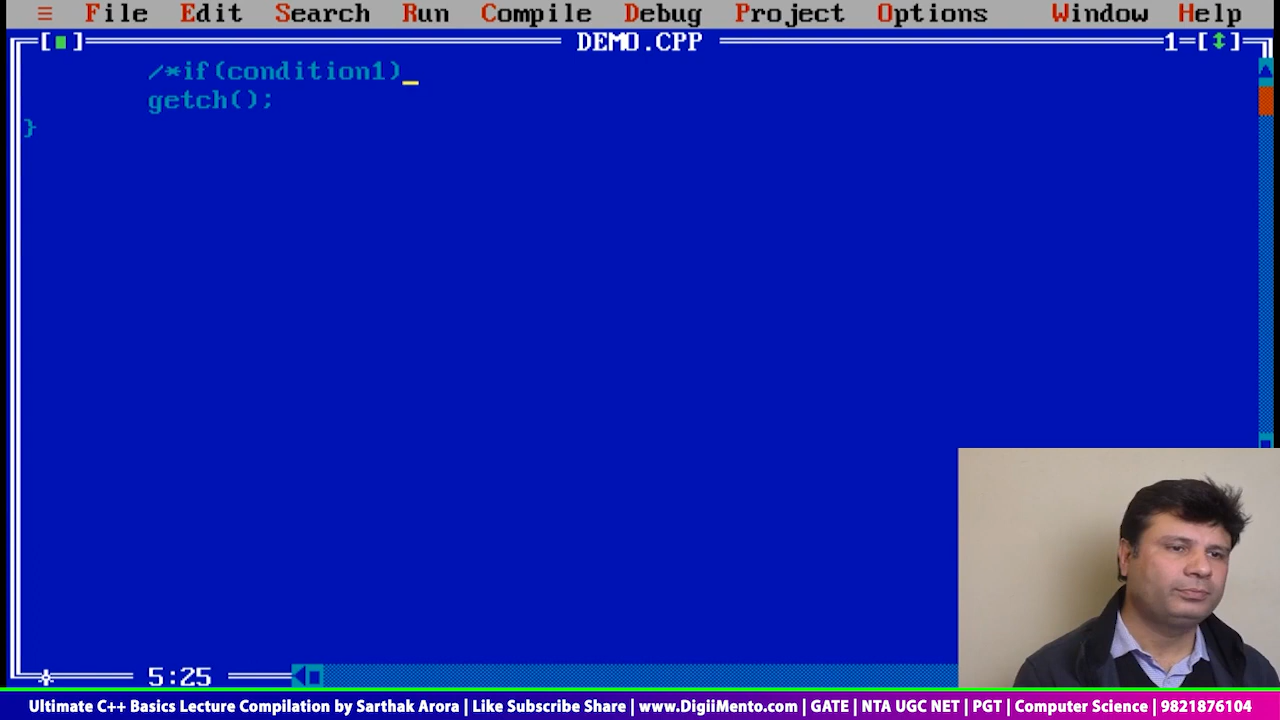 ≡ File Edit Search Run Compile Debug Project Options Window Help
[■] DEMO.CPP 1=[↕]
/*if(condition1)_
getch();
}
5:25
Ultimate C++ Basics Lecture Compilation by Sarthak Arora | Like Subscribe Share | www.DigiiMento.com | GATE | NTA UGC NET | PGT | Computer Science | 9821876104